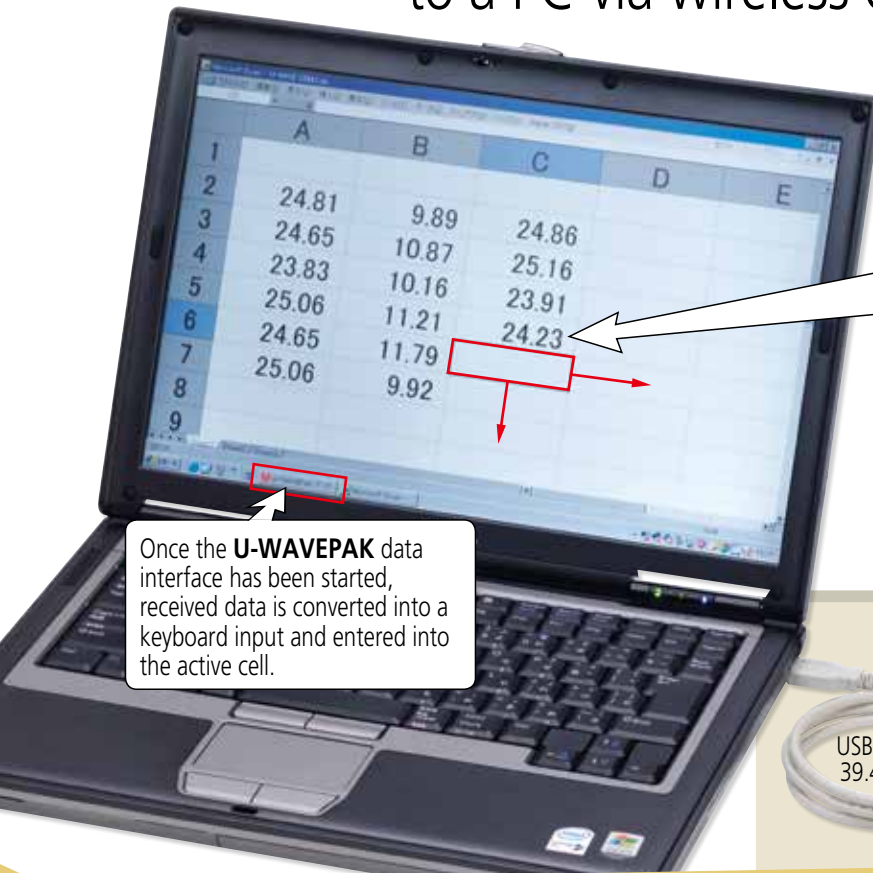 to a PC via wireless
A B C D E
1
2 24.81 9.89 24.86
3 24.65 10.87 25.16
4 23.83 10.16 23.91
5 25.06 11.21 24.23
6 24.65 11.79
7 25.06 9.92
8
9
Once the U-WAVEPAK data
interface has been started,
received data is converted into a
keyboard input and entered into
the active cell.
USB
39.4